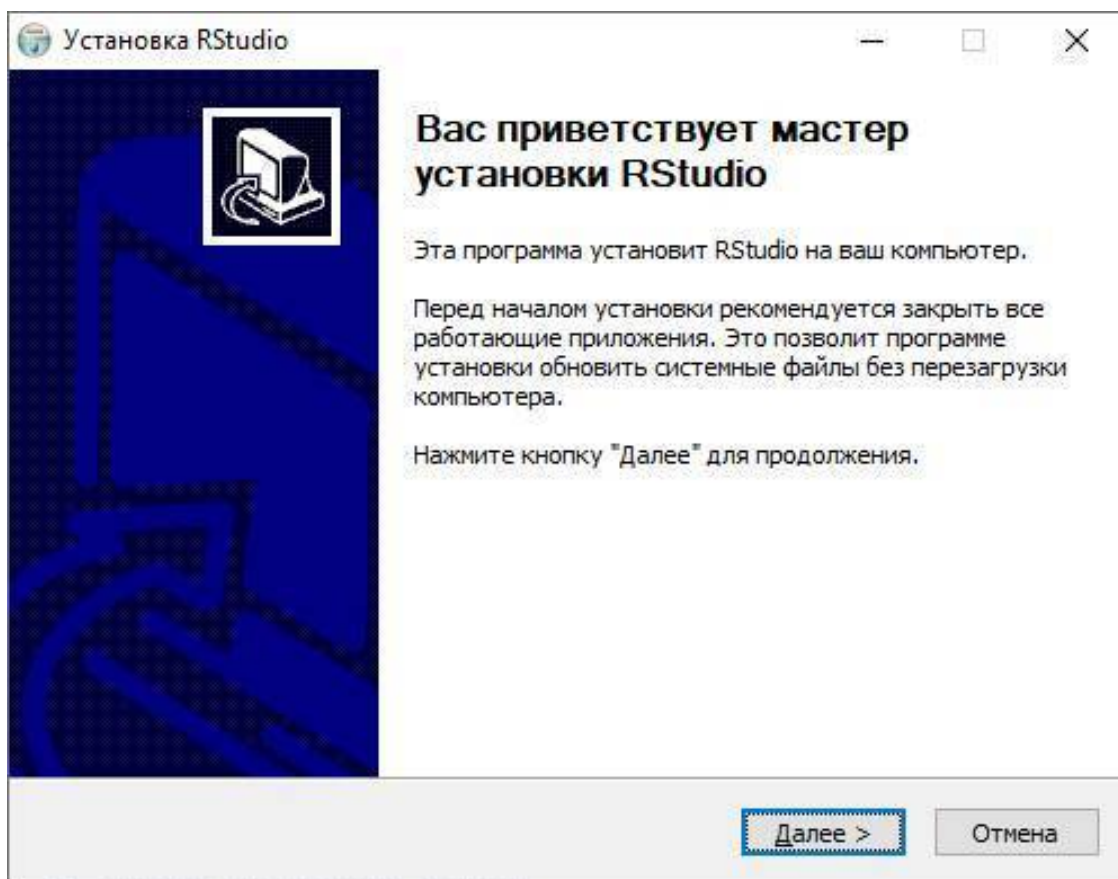 Установка RStudio
Вас приветствует мастер
установки RStudio
Эта программа установит RStudio на ваш компьютер.
Перед началом установки рекомендуется закрыть все
работающие приложения. Это позволит программе
установки обновить системные файлы без перезагрузки
компьютера.
Нажмите кнопку "Далее" для продолжения.
Далее >
Отмена